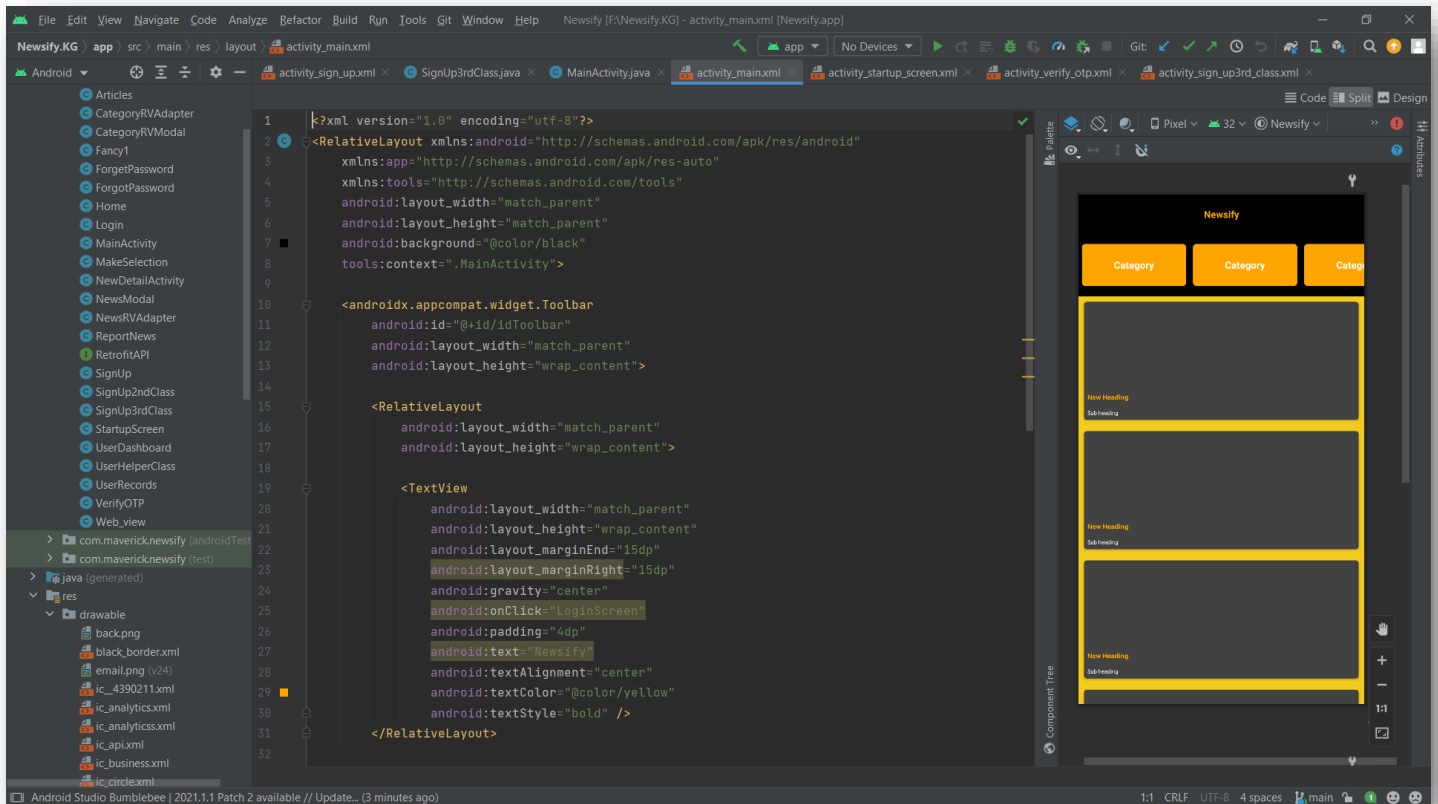 File Edit View Navigate Code Analyze Refactor Build Run Tools Git Window Help Newsify [F:\Newsify.KG] - activity_main.xml [Newsify.app]
Newsify.KG app src main res layout activity_main.xml app No Devices Git:
Android activity_sign_up.xml SignUp3rdClass.java MainActivity.java activity_main.xml activity_startup_screen.xml activity_verify_otp.xml activity_sign_up3rd_class.xml
Code Split Design
Articles
CategoryRVAdapter
CategoryRVModal
Fancy1
ForgetPassword
ForgotPassword
Home
Login
MainActivity
MakeSelection
NewDetailActivity
NewsModal
NewsRVAdapter
ReportNews
RetrofitAPI
SignUp
SignUp2ndClass
SignUp3rdClass
StartupScreen
UserDashboard
UserHelperClass
UserRecords
VerifyOTP
Web_view
com.maverick.newsify (androidTest
com.maverick.newsify (test)
java (generated)
res
drawable
back.png
black_border.xml
email.png (v24)
ic__4390211.xml
ic_analytics.xml
ic_analyticss.xml
ic_api.xml
ic_business.xml
ic_circle.xml
1 <?xml version="1.0" encoding="utf-8"?>
2 <RelativeLayout xmlns:android="http://schemas.android.com/apk/res/android"
3 xmlns:app="http://schemas.android.com/apk/res-auto"
4 xmlns:tools="http://schemas.android.com/tools"
5 android:layout_width="match_parent"
6 android:layout_height="match_parent"
7 android:background="@color/black"
8 tools:context=".MainActivity">
9
10 <androidx.appcompat.widget.Toolbar
11 android:id="@+id/idToolbar"
12 android:layout_width="match_parent"
13 android:layout_height="wrap_content">
14
15 <RelativeLayout
16 android:layout_width="match_parent"
17 android:layout_height="wrap_content">
18
19 <TextView
20 android:layout_width="match_parent"
21 android:layout_height="wrap_content"
22 android:layout_marginEnd="15dp"
23 android:layout_marginRight="15dp"
24 android:gravity="center"
25 android:onClick="LoginScreen"
26 android:padding="4dp"
27 android:text="Newsify"
28 android:textAlignment="center"
29 android:textColor="@color/yellow"
30 android:textStyle="bold" />
31 </RelativeLayout>
32
Palette
Component Tree
Pixel 32 Newsify
Attributes
Newsify
Category Category Categ
New Heading
Sub heading
New Heading
Sub heading
New Heading
Sub heading
1:1
Android Studio Bumblebee | 2021.1.1 Patch 2 available // Update... (3 minutes ago) 1:1 CRLF UTF-8 4 spaces main 1